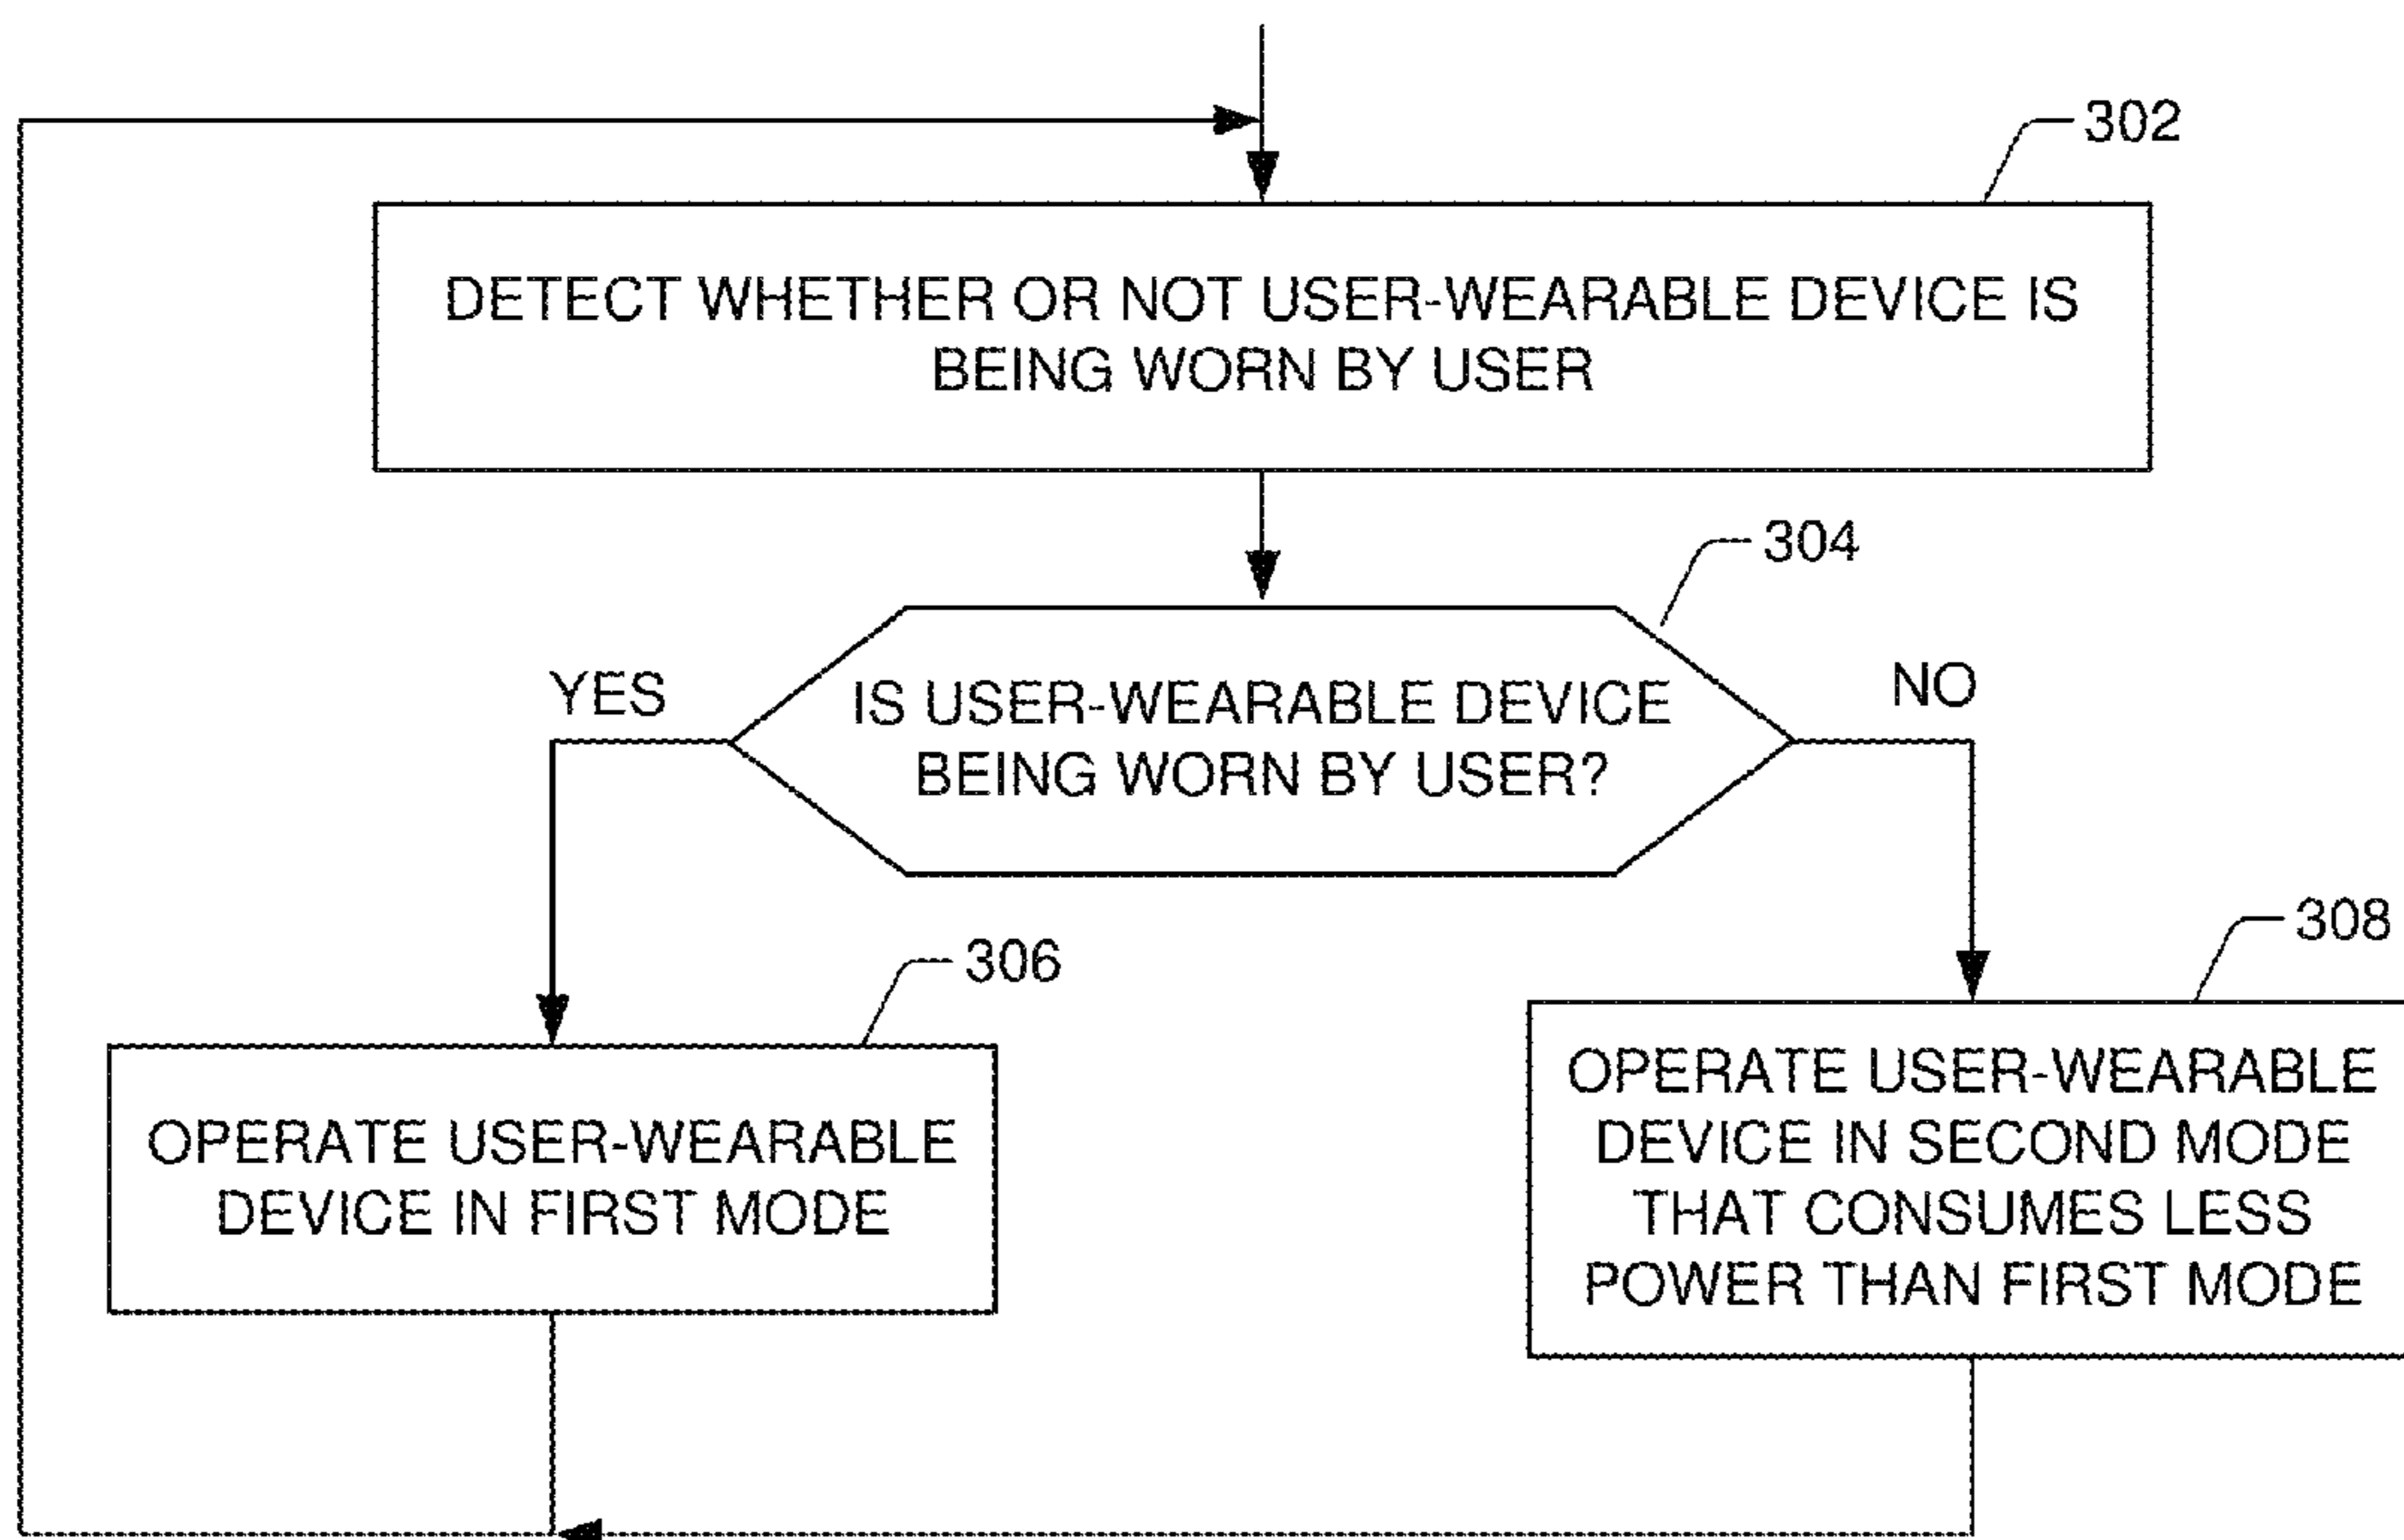 302
DETECT WHETHER OR NOT USER-WEARABLE DEVICE IS
BEING WORN BY USER
304
YES
NO
IS USER-WEARABLE DEVICE
BEING WORN BY USER?
306
308
OPERATE USER-WEARABLE
DEVICE IN FIRST MODE
OPERATE USER-WEARABLE
DEVICE IN SECOND MODE
THAT CONSUMES LESS
POWER THAN FIRST MODE